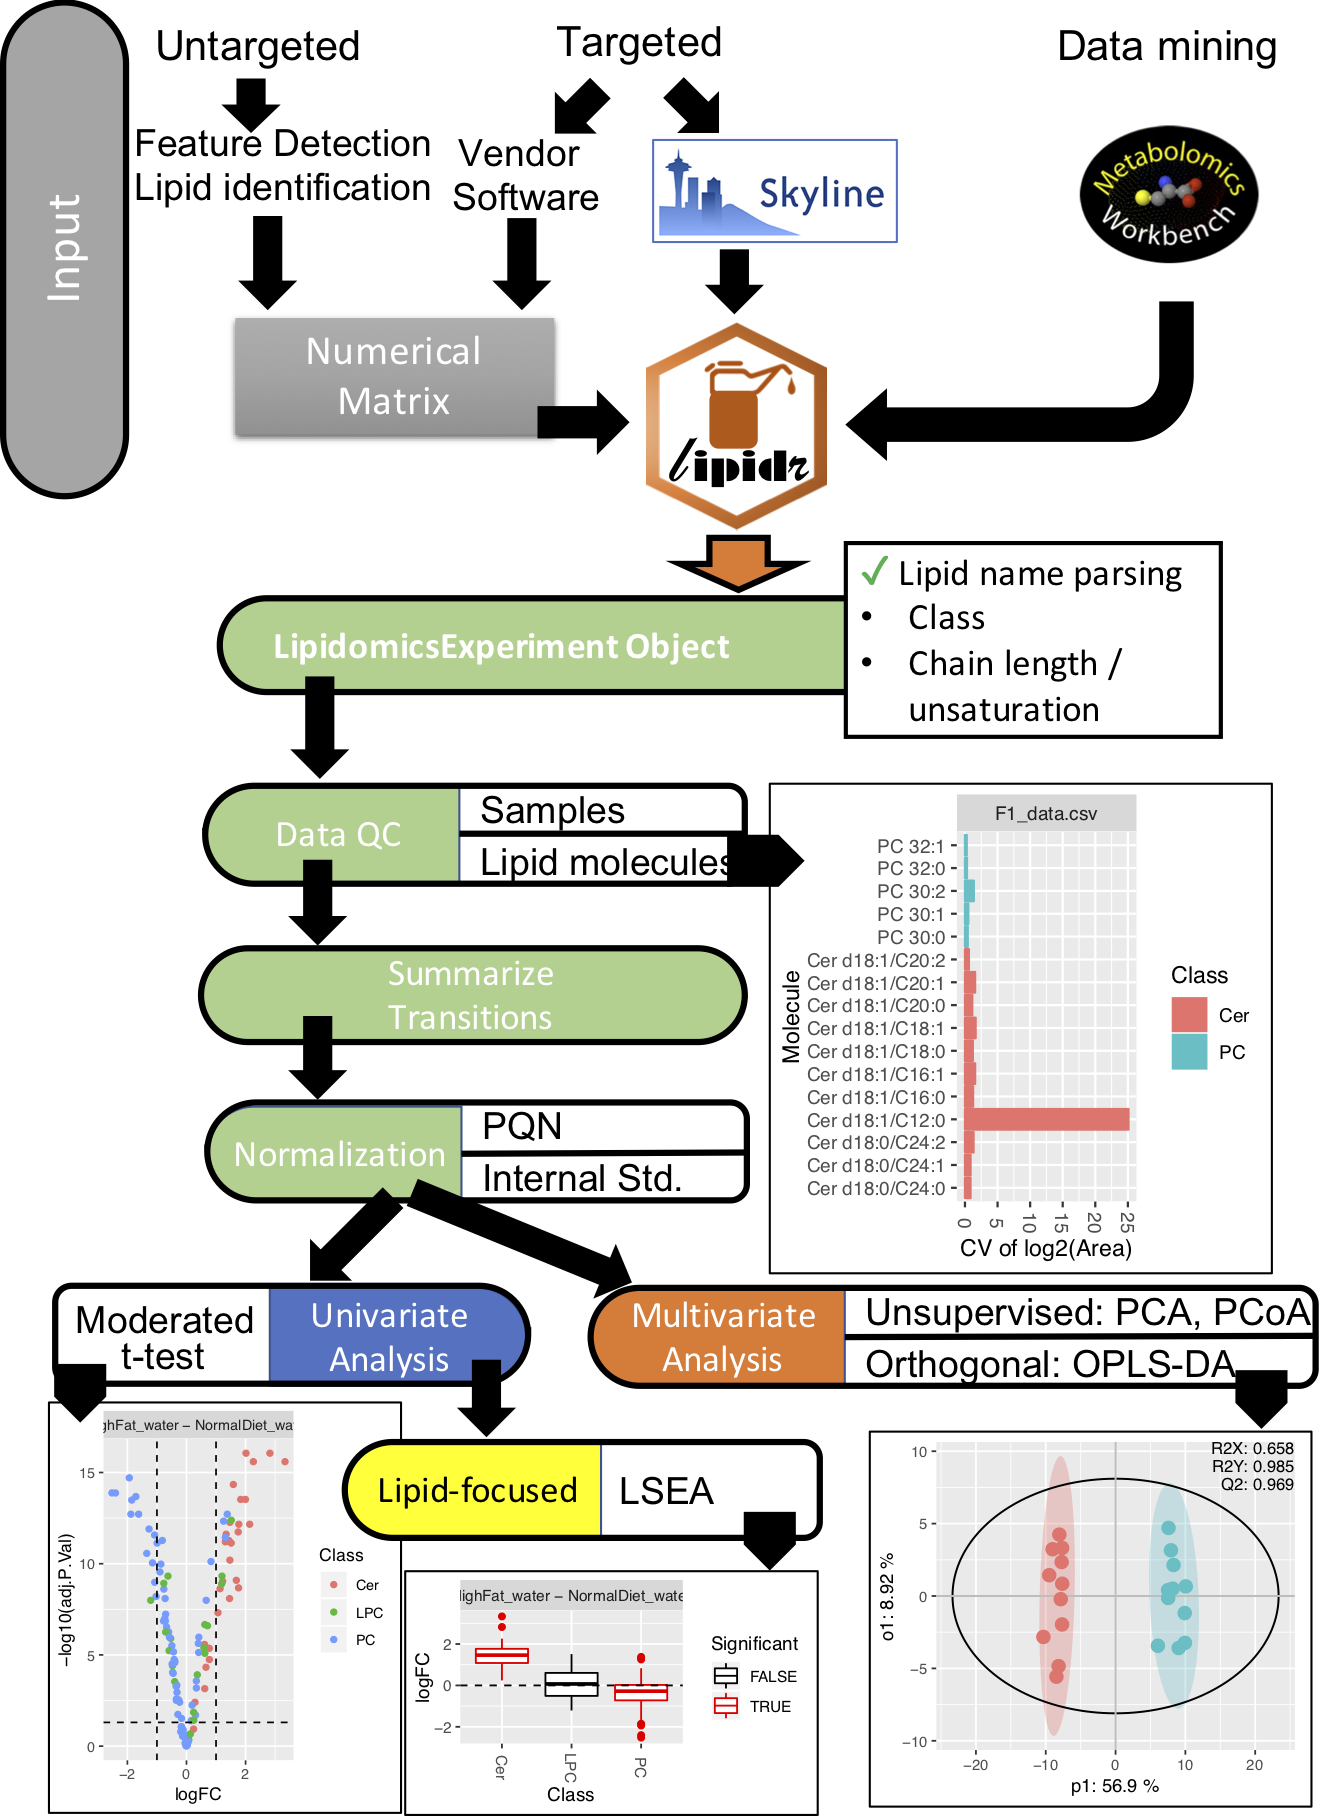 Input
Untargeted
Targeted
Data mining
Feature Detection
Lipid identification
Vendor
Software
Skyline
Metabolomics
Workbench
Numerical
Matrix
lipidr
✓ Lipid name parsing
• Class
• Chain length /
unsaturation
LipidomicsExperiment Object
Data QC
Samples
Lipid molecules
Summarize
Transitions
Normalization
PQN
Internal Std.
F1_data.csv
Molecule
PC 32:1
PC 32:0
PC 30:2
PC 30:1
PC 30:0
Cer d18:1/C20:2
Cer d18:1/C20:1
Cer d18:1/C20:0
Cer d18:1/C18:1
Cer d18:1/C18:0
Cer d18:1/C16:1
Cer d18:1/C16:0
Cer d18:1/C12:0
Cer d18:0/C24:2
Cer d18:0/C24:1
Cer d18:0/C24:0
0 5 10 15 20 25
CV of log2(Area)
Class
Cer
PC
Moderated
t-test
Univariate
Analysis
Multivariate
Analysis
Unsupervised: PCA, PCoA
Orthogonal: OPLS-DA
ghFat_water – NormalDiet_wa
−log10(adj.P.Val)
15
10
5
0
−2 0 2
logFC
Class
Cer
LPC
PC
Lipid-focused
LSEA
HighFat_water – NormalDiet_wate
logFC
2
0
−2
Cer LPC PC
Class
Significant
FALSE
TRUE
R2X: 0.658
R2Y: 0.985
Q2: 0.969
o1: 8.92 %
10
5
0
−5
−10
−20 −10 0 10 20
p1: 56.9 %